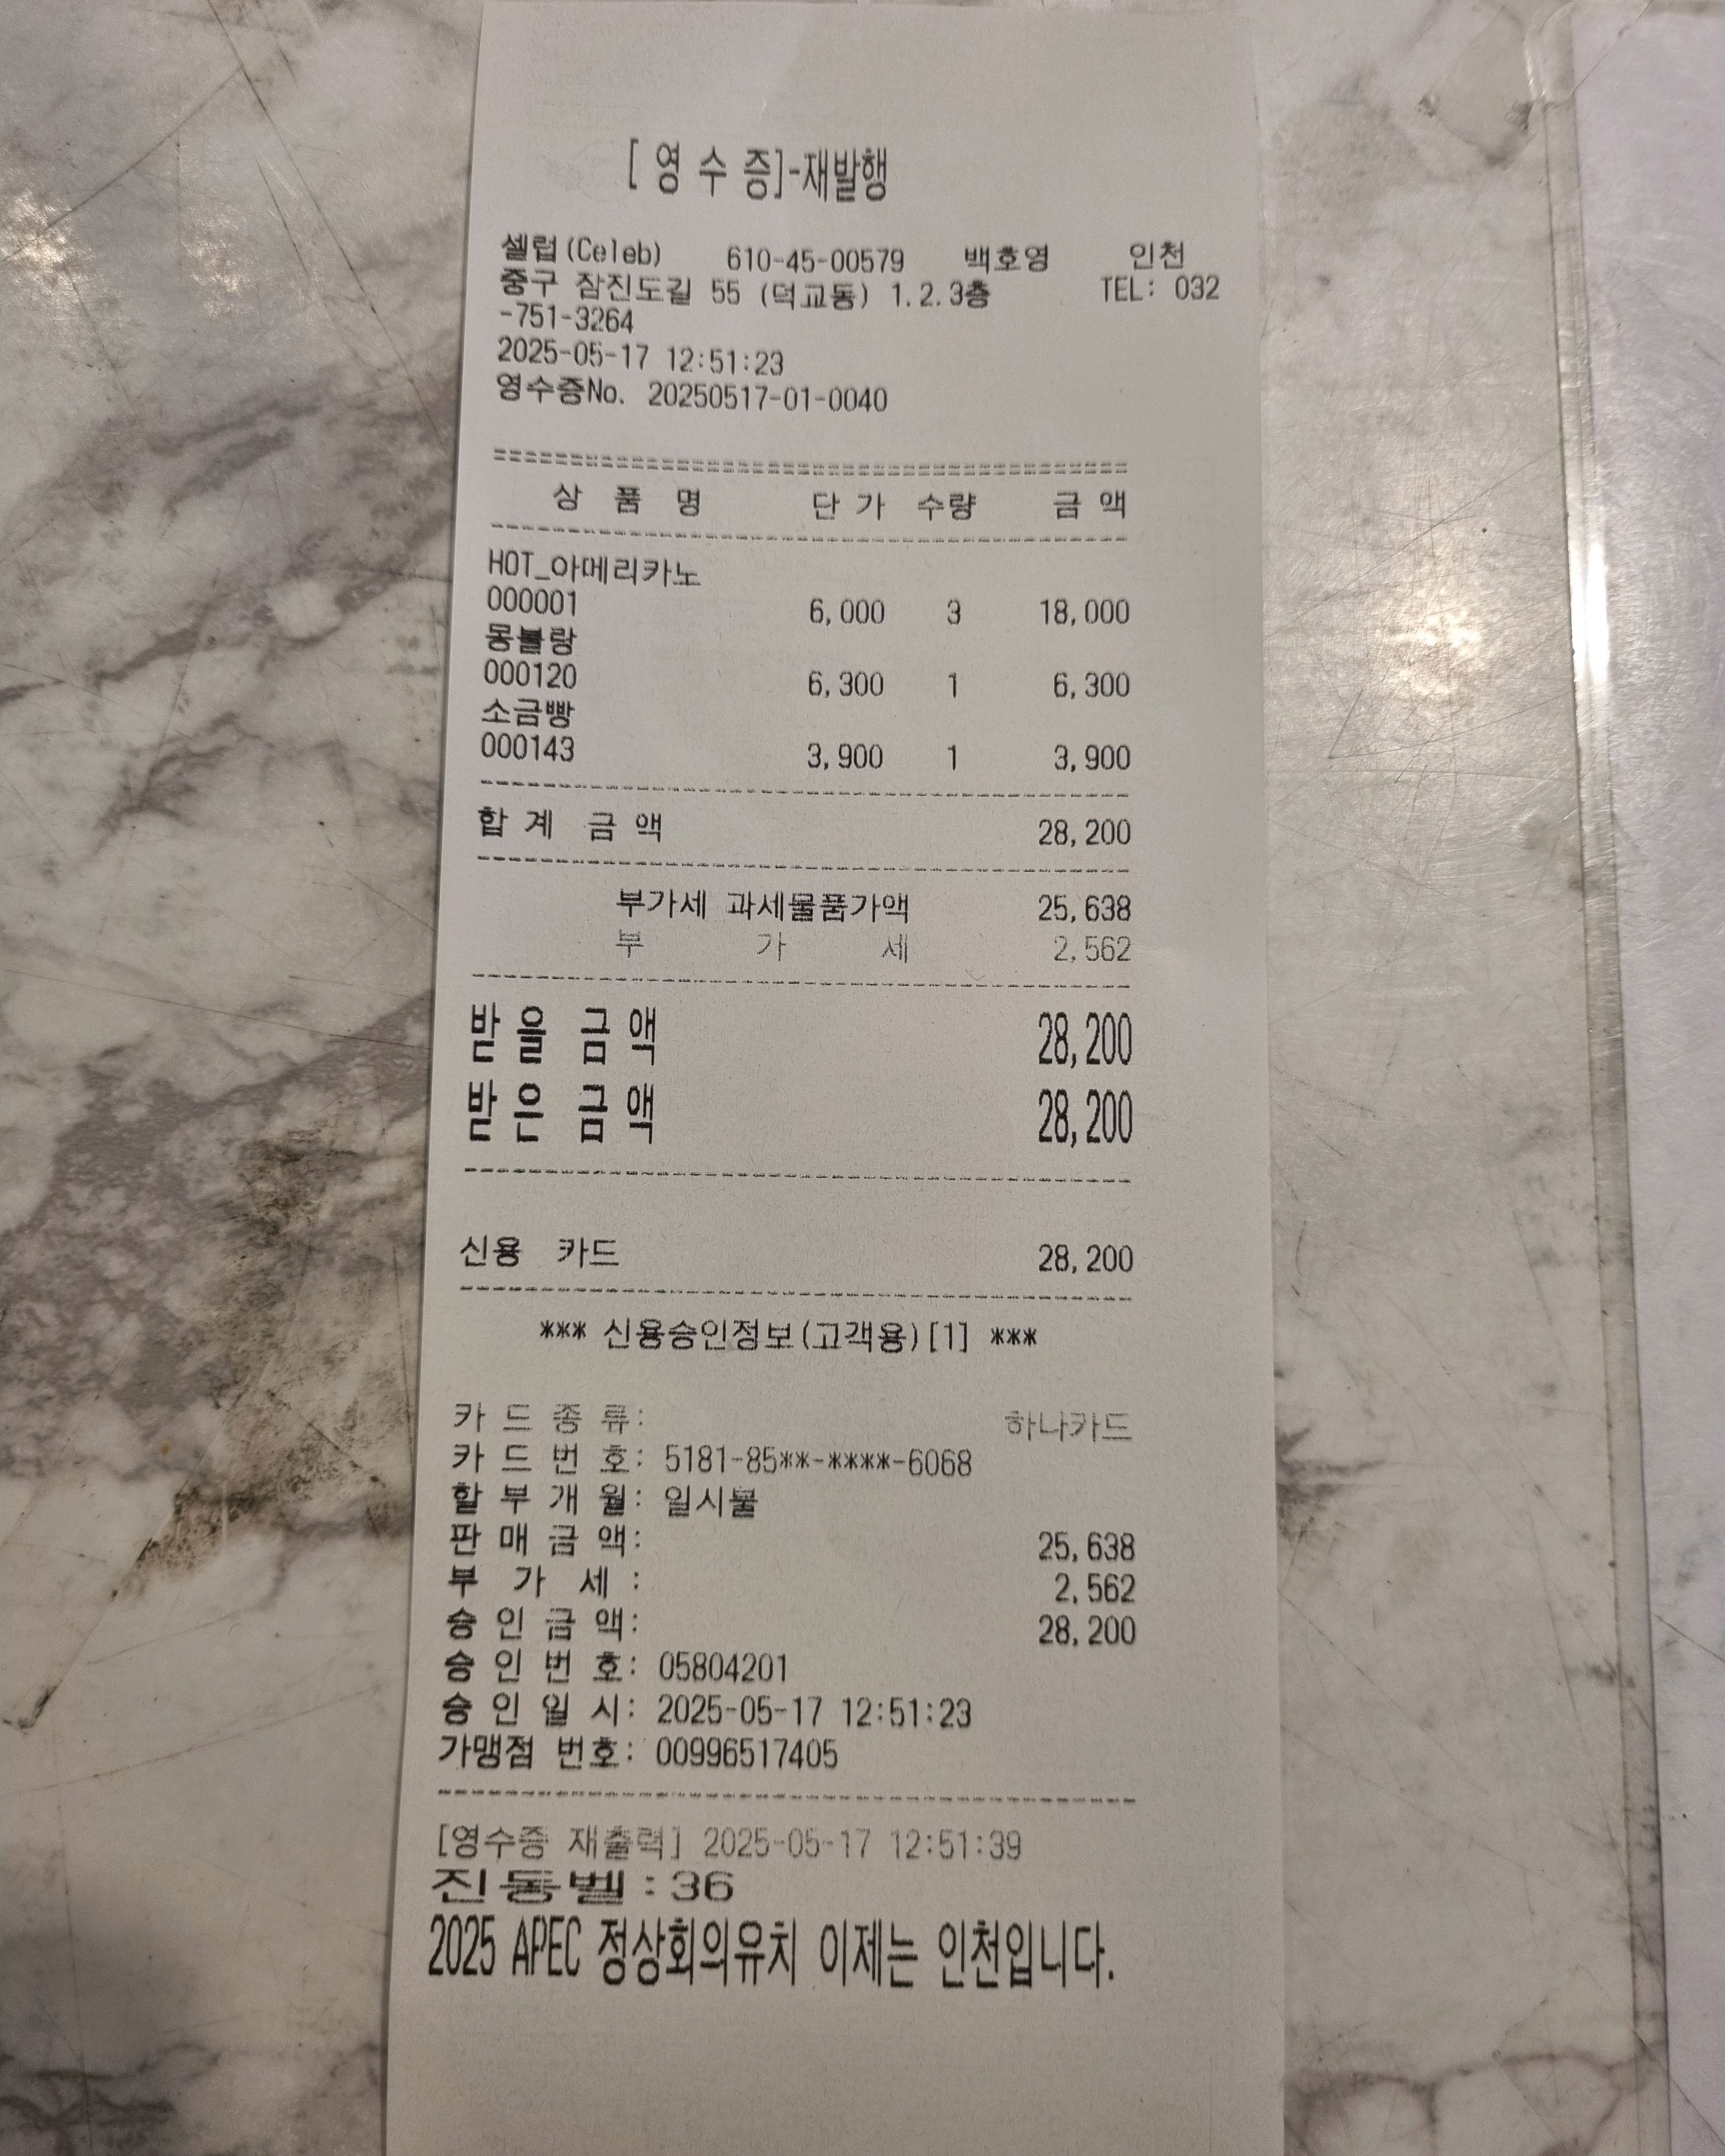 [ 영 수 증]-재발행
셀럽(Celeb) 610-45-00579 백호영 인천
중구 잠진도길 55 (덕교동) 1.2.3층 TEL: 032
-751-3264
2025-05-17 12:51:23
영수증No. 20250517-01-0040
==========================================
상 품 명 단 가 수량 금 액
------------------------------------------
HOT_아메리카노
000001 6,000 3 18,000
몽블랑
000120 6,300 1 6,300
소금빵
000143 3,900 1 3,900
------------------------------------------
합 계 금 액 28,200
------------------------------------------
부가세 과세물품가액 25,638
부 가 세 2,562
------------------------------------------
받 을 금 액 28,200
받 은 금 액 28,200
------------------------------------------
신용 카드 28,200
------------------------------------------
*** 신용승인정보(고객용)[1] ***
카 드 종 류: 하나카드
카 드 번 호: 5181-85**-****-6068
할 부 개 월: 일시불
판 매 금 액: 25,638
부 가 세 : 2,562
승 인 금 액: 28,200
승 인 번 호: 05804201
승 인 일 시: 2025-05-17 12:51:23
가맹점 번호: 00996517405
------------------------------------------
[영수증 재출력] 2025-05-17 12:51:39
진동벨:36
2025 APEC 정상회의유치 이제는 인천입니다.